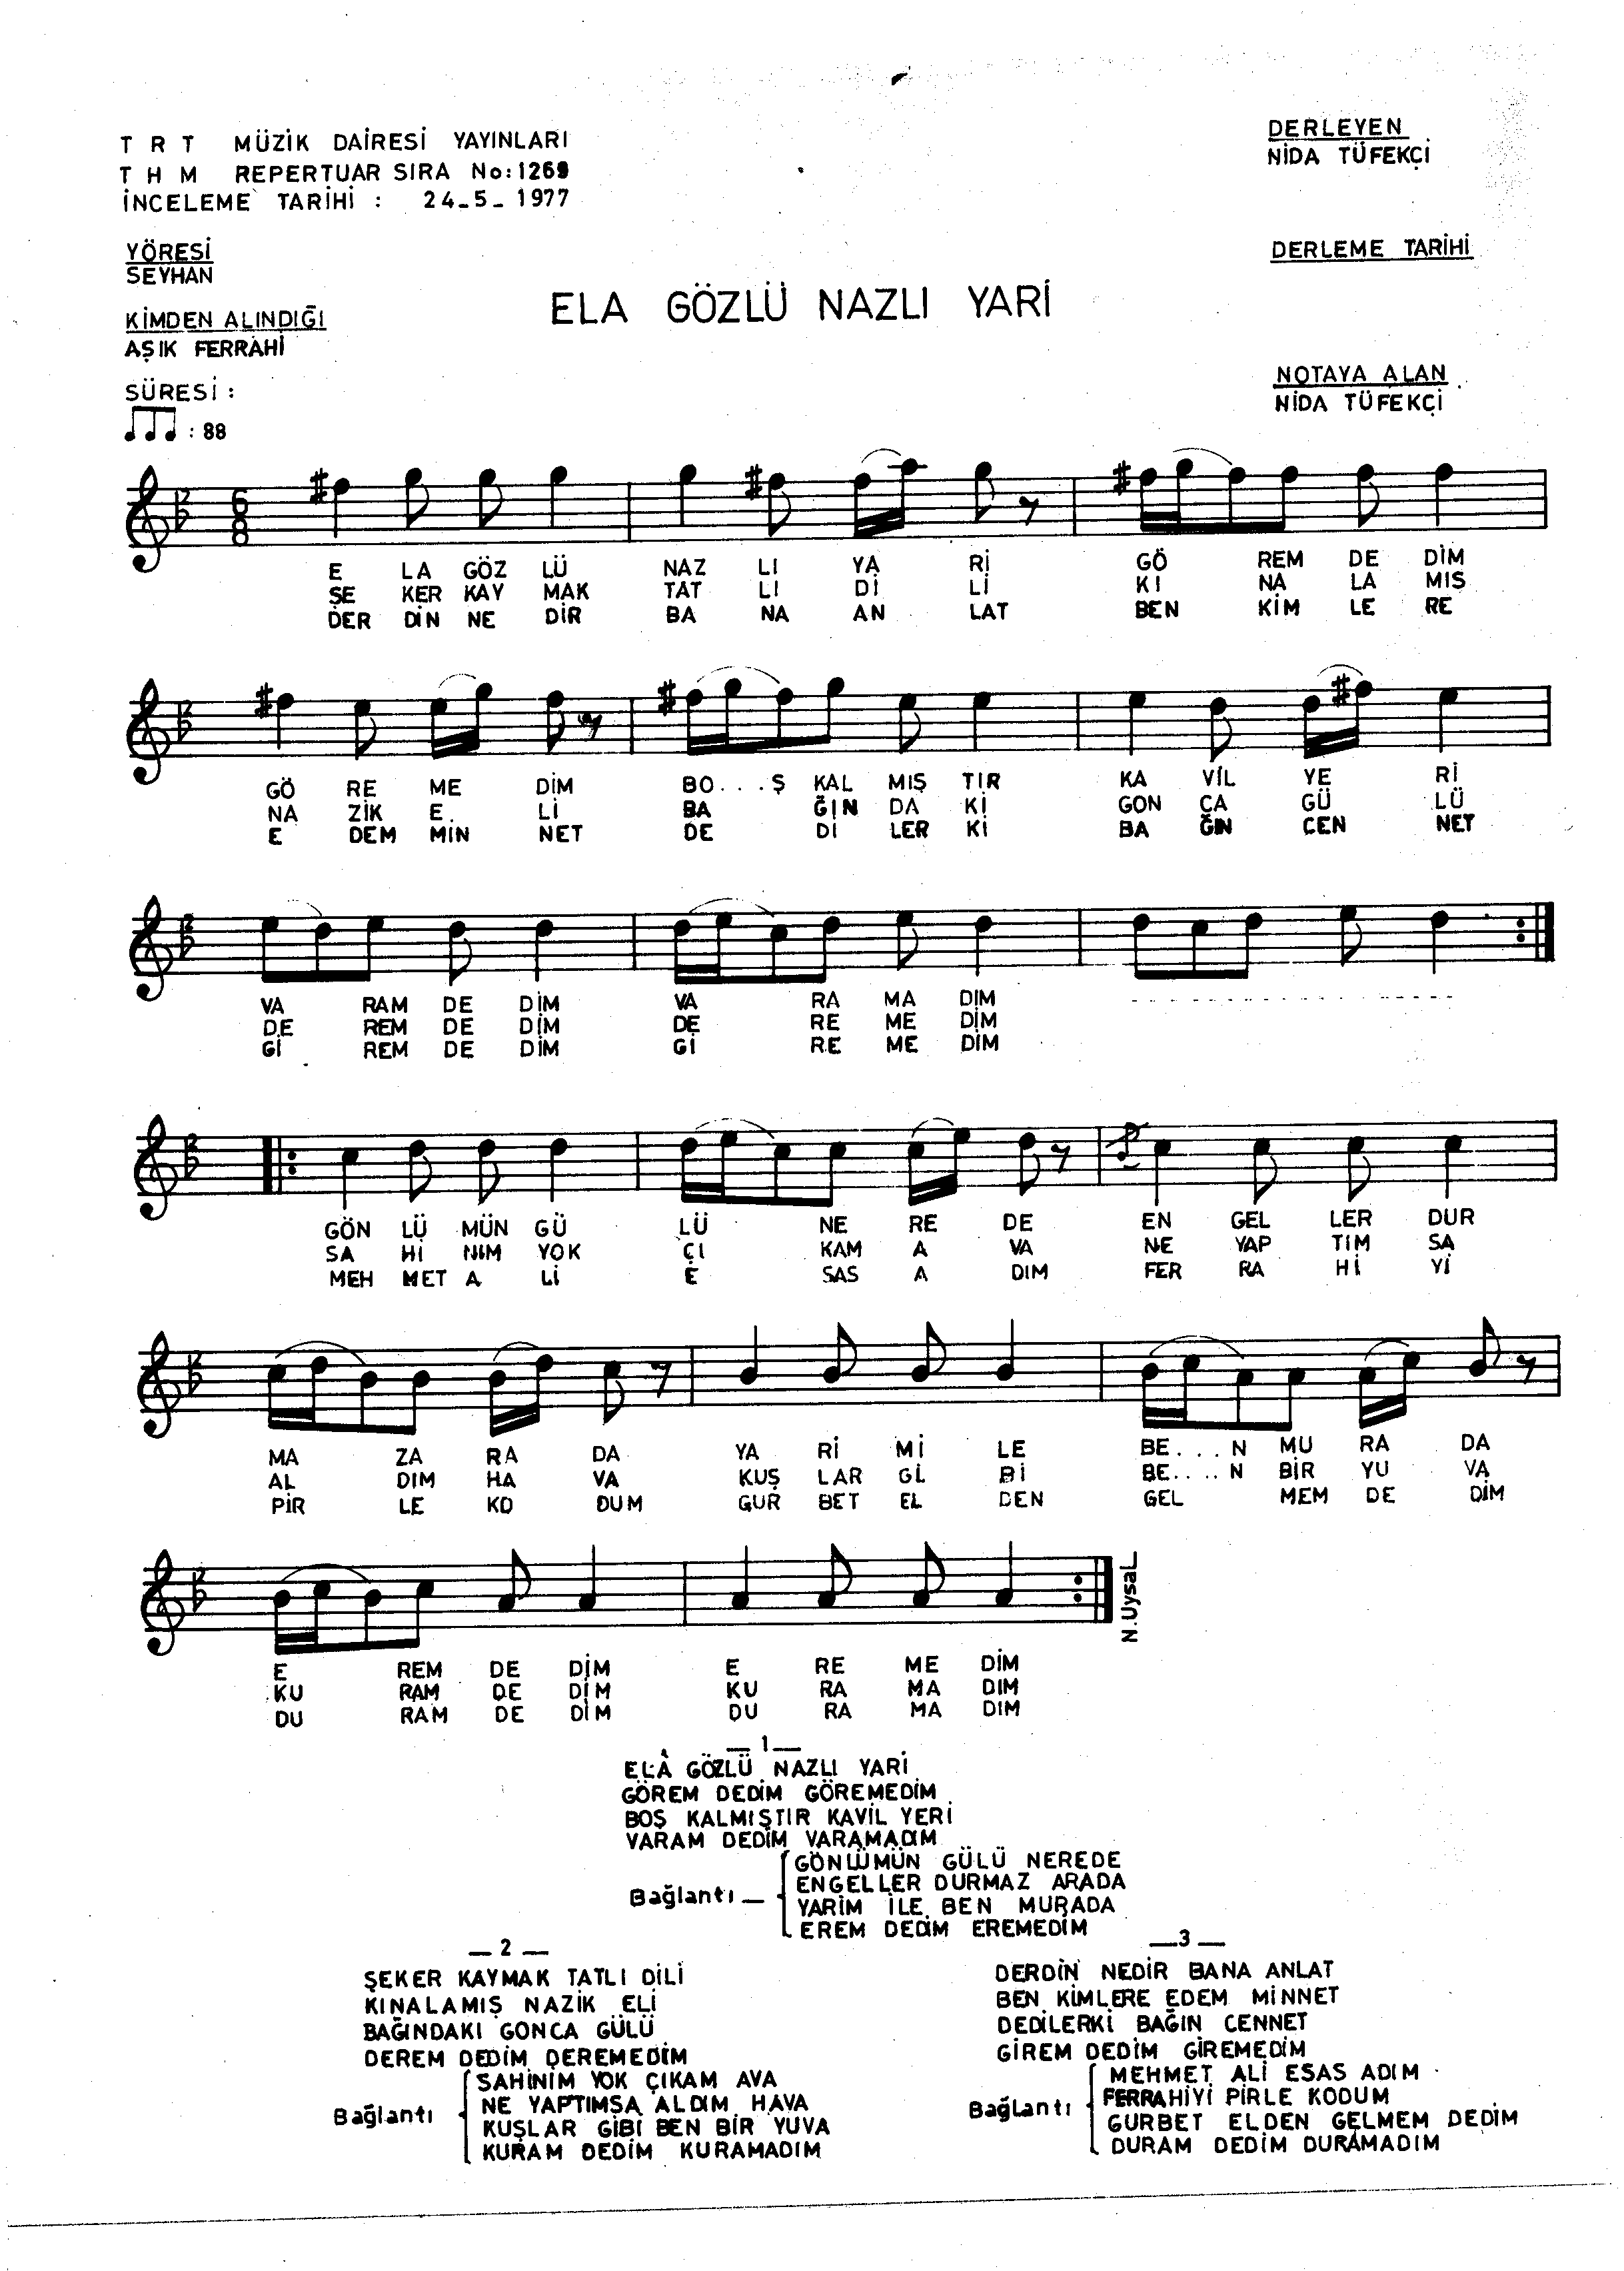 T R T MÜZİK DAİRESİ YAYINLARI
T H M REPERTUAR SIRA No: 1269
İNCELEME TARİHİ : 24_5_1977
DERLEYEN
NİDA TÜFEKÇİ
YÖRESİ
SEYHAN
DERLEME TARİHİ
ELA GÖZLÜ NAZLI YARİ
KİMDEN ALINDIĞI
AŞIK FERRAHİ
NOTAYA ALAN
NİDA TÜFEKÇİ
SÜRESİ :
: 88
6
8
E LA GÖZ LÜ NAZ LI YA Rİ GÖ REM DE DİM
ŞE KER KAY MAK TAT LI Dİ Lİ KI NA LA MIS
DER DİN NE DİR BA NA AN LAT BEN KİM LE RE
GÖ RE ME DİM BO...Ş KAL MIŞ TIR KA VİL YE Rİ
NA ZİK E Lİ BA ĞIN DA Kİ GON CA GÜ LÜ
E DEM MİN NET DE Dİ LER Kİ BA ĞIN CEN NET
VA RAM DE DİM VA RA MA DIM
DE REM DE DİM DE RE ME DİM
Gİ REM DE DİM Gİ RE ME DİM
GÖN LÜ MÜN GÜ LÜ NE RE DE EN GEL LER DUR
SA Hİ NIM YOK ÇI KAM A VA NE YAP TIM SA
MEH MET A Lİ E SAS A DIM FER RA Hİ Yİ
MA ZA RA DA YA Rİ Mİ LE BE...N MU RA DA
AL DIM HA VA KUŞ LAR Gİ Bİ BE....N BİR YU VA
PİR LE KO DUM GUR BET EL DEN GEL MEM DE DİM
N. Uysal
E REM DE DİM E RE ME DİM
KU RAM DE DİM KU RA MA DIM
DU RAM DE DİM DU RA MA DIM
— 1 —
ELÂ GÖZLÜ NAZLI YARİ
GÖREM DEDİM GÖREMEDİM
BOŞ KALMIŞTIR KAVİL YERİ
VARAM DEDİM VARAMADIM
GÖNLÜMÜN GÜLÜ NEREDE
ENGELLER DURMAZ ARADA
Bağlantı —
YARİM İLE BEN MURADA
EREM DEDİM EREMEDİM
— 2 —
ŞEKER KAYMAK TATLI DİLİ
KINALAMIŞ NAZİK ELİ
BAĞINDAKI GONCA GÜLÜ
DEREM DEDİM DEREMEDİM
SAHİNİM YOK ÇIKAM AVA
NE YAPTIMSA ALDIM HAVA
Bağlantı
KUŞLAR GİBİ BEN BİR YUVA
KURAM DEDİM KURAMADIM
—3 —
DERDİN NEDİR BANA ANLAT
BEN KİMLERE EDEM MİNNET
DEDİLERKİ BAĞIN CENNET
GİREM DEDİM GİREMEDİM
MEHMET ALİ ESAS ADIM
FERRAHİYİ PİRLE KODUM
Bağlantı
GURBET ELDEN GELMEM DEDİM
DURAM DEDİM DURAMADIM